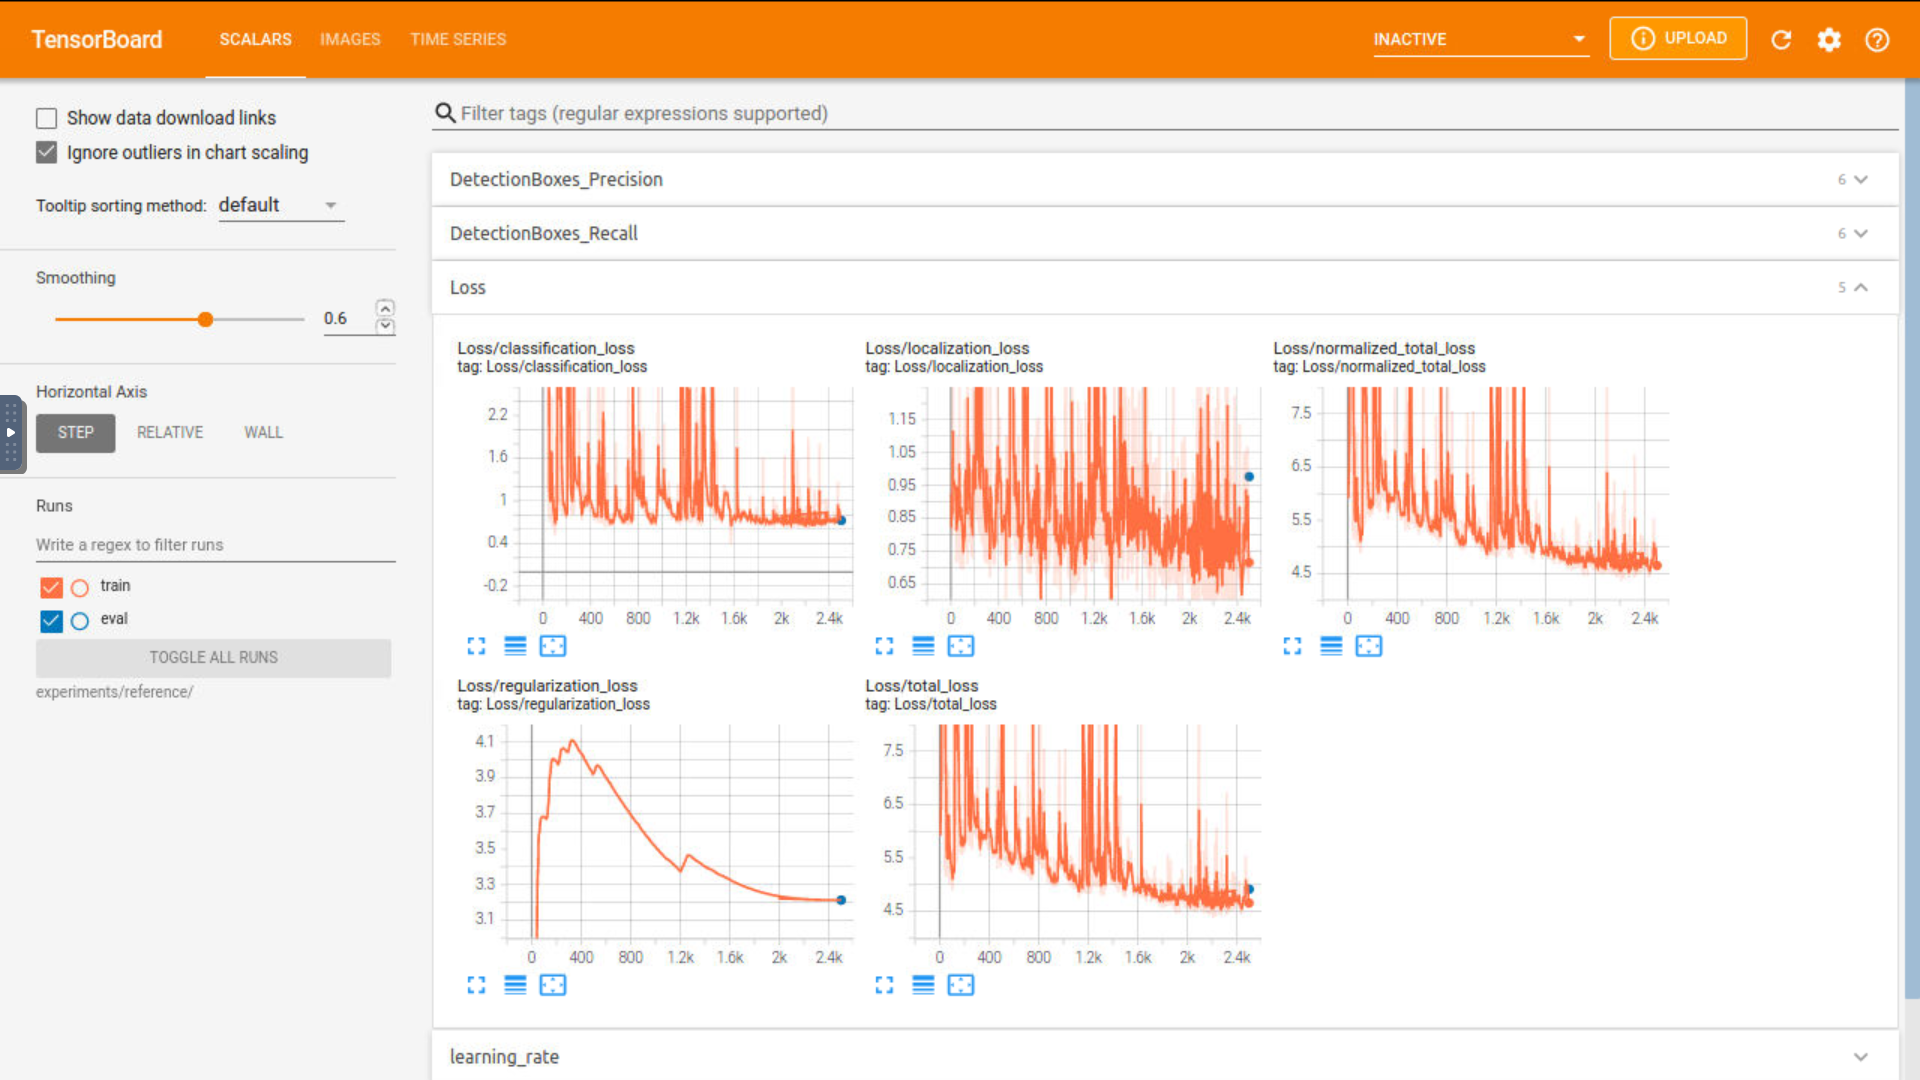 TensorBoard SCALARS IMAGES TIME SERIES INACTIVE UPLOAD
Show data download links
Ignore outliers in chart scaling
Tooltip sorting method: default
Smoothing
0.6
Horizontal Axis
STEP RELATIVE WALL
Runs
Write a regex to filter runs
train
eval
TOGGLE ALL RUNS
experiments/reference/
Filter tags (regular expressions supported)
DetectionBoxes_Precision 6
DetectionBoxes_Recall 6
Loss 5
Loss/classification_loss
tag: Loss/classification_loss
2.2
1.6
1
0.4
-0.2
0 400 800 1.2k 1.6k 2k 2.4k
Loss/localization_loss
tag: Loss/localization_loss
1.15
1.05
0.95
0.85
0.75
0.65
0 400 800 1.2k 1.6k 2k 2.4k
Loss/normalized_total_loss
tag: Loss/normalized_total_loss
7.5
6.5
5.5
4.5
0 400 800 1.2k 1.6k 2k 2.4k
Loss/regularization_loss
tag: Loss/regularization_loss
4.1
3.9
3.7
3.5
3.3
3.1
0 400 800 1.2k 1.6k 2k 2.4k
Loss/total_loss
tag: Loss/total_loss
7.5
6.5
5.5
4.5
0 400 800 1.2k 1.6k 2k 2.4k
learning_rate